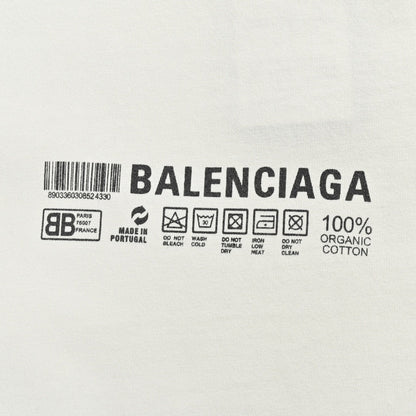 BALENCIAGA
8903360308524330
BB PARIS
75007
FRANCE
MADE IN
PORTUGAL
30
DO NOT
BLEACH
WASH
COLD
DO NOT
TUMBLE
DRY
IRON
LOW
HEAT
DO NOT
DRY
CLEAN
100%
ORGANIC
COTTON